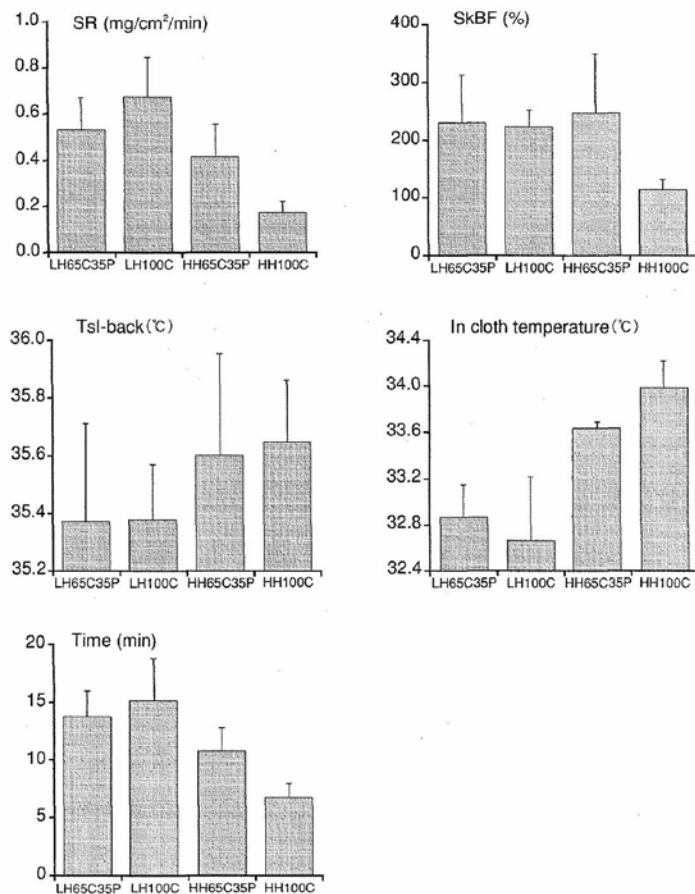 SR (mg/cm²/min)
1.0
0.8
0.6
0.4
0.2
0.0
LH65C35P LH100C HH65C35P HH100C
SkBF (%)
400
300
200
100
0
LH65C35P LH100C HH65C35P HH100C
Tsl-back (℃)
36.0
35.8
35.6
35.4
35.2
LH65C35P LH100C HH65C35P HH100C
In cloth temperature (℃)
34.4
34.0
33.6
33.2
32.8
32.4
LH65C35P LH100C HH65C35P HH100C
Time (min)
20
15
10
5
0
LH65C35P LH100C HH65C35P HH100C